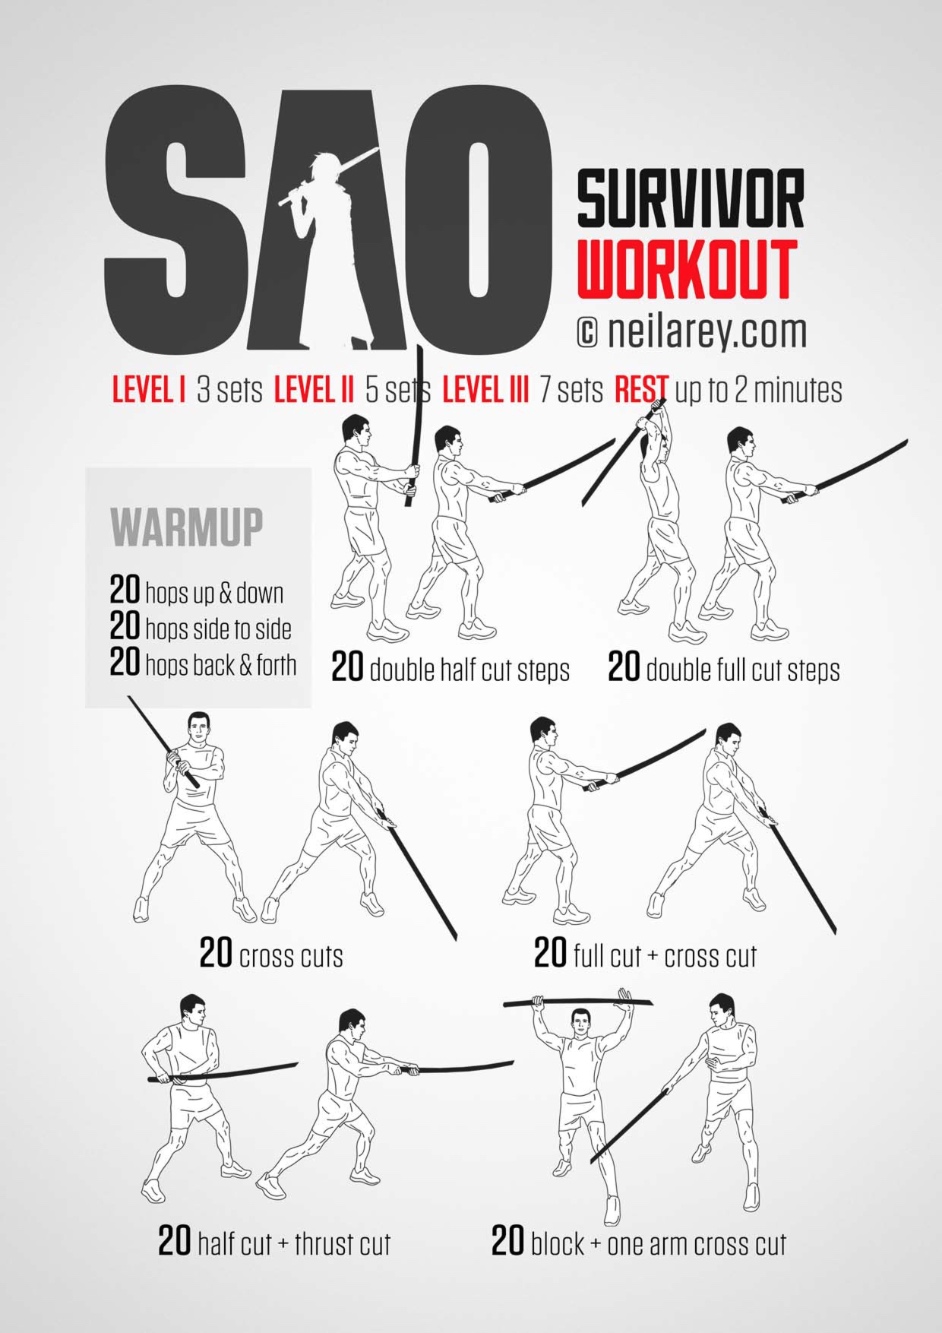 SAO
SURVIVOR
WORKOUT
© neilarey.com
LEVEL I 3 sets LEVEL II 5 sets LEVEL III 7 sets REST up to 2 minutes
WARMUP
20 hops up & down
20 hops side to side
20 hops back & forth
20 double half cut steps
20 double full cut steps
20 cross cuts
20 full cut + cross cut
20 half cut + thrust cut
20 block + one arm cross cut